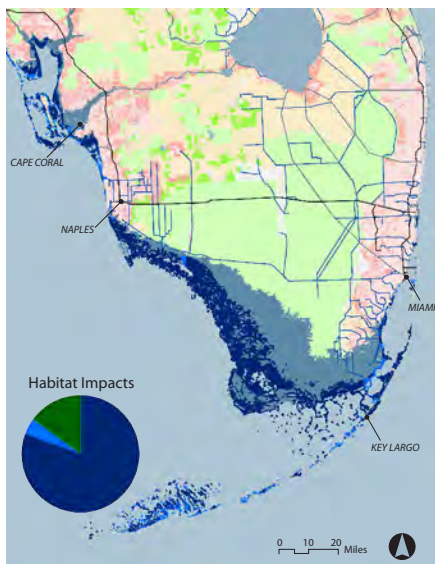 CAPE CORAL
NAPLES
MIAMI
Habitat Impacts
KEY LARGO
0 10 20 Miles